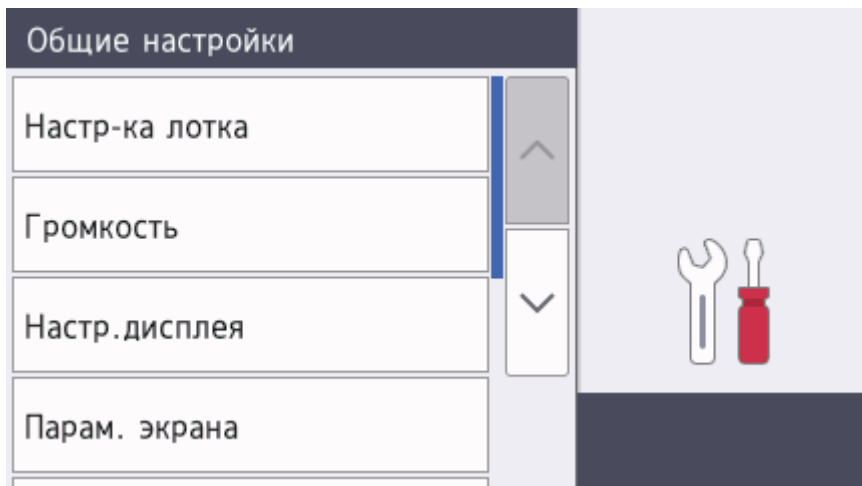 Общие настройки
Настр-ка лотка
Громкость
Настр.дисплея
Парам. экрана